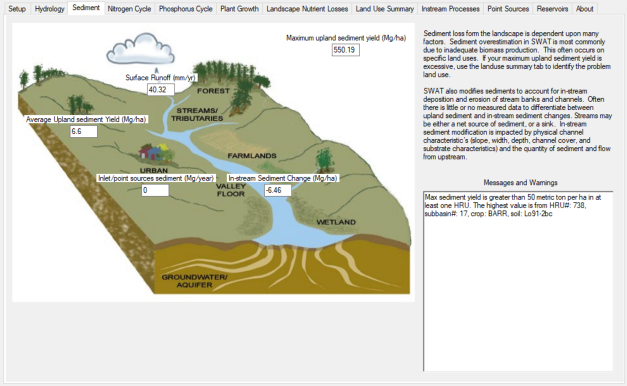 Setup Hydrology Sediment Nitrogen Cycle Phosphorus Cycle Plant Growth Landscape Nutrient Losses Land Use Summary Instream Processes Point Sources Reservoirs About
Maximum upland sediment yield (Mg/ha)
550.19
Surface Runoff (mm/yr)
40.32
FOREST
STREAMS/
TRIBUTARIES
Average Upland sediment Yield (Mg/ha)
6.6
FARMLANDS
URBAN
Inlet/point sources sediment (Mg/year)
0
In-stream Sediment Change (Mg/ha)
-6.46
VALLEY
FLOOR
WETLAND
GROUNDWATER/
AQUIFER
Sediment loss form the landscape is dependent upon many
factors. Sediment overestimation in SWAT is most commonly
due to inadequate biomass production. This often occurs on
specific land uses. If your maximum upland sediment yield is
excessive, use the landuse summary tab to identify the problem
land use.
SWAT also modifies sediments to account for in-stream
deposition and erosion of stream banks and channels. Often
there is little or no measured data to differentiate between
upland sediment and in-stream sediment changes. Streams may
be either a net source of sediment, or a sink. In-stream
sediment modification is impacted by physical channel
characteristic's (slope, width, depth, channel cover, and
substrate characteristics) and the quantity of sediment and flow
from upstream.
Messages and Warnings
Max sediment yield is greater than 50 metric ton per ha in at
least one HRU. The highest value is from HRU#: 738,
subbasin#: 17, crop: BARR, soil: Lo91-2bc